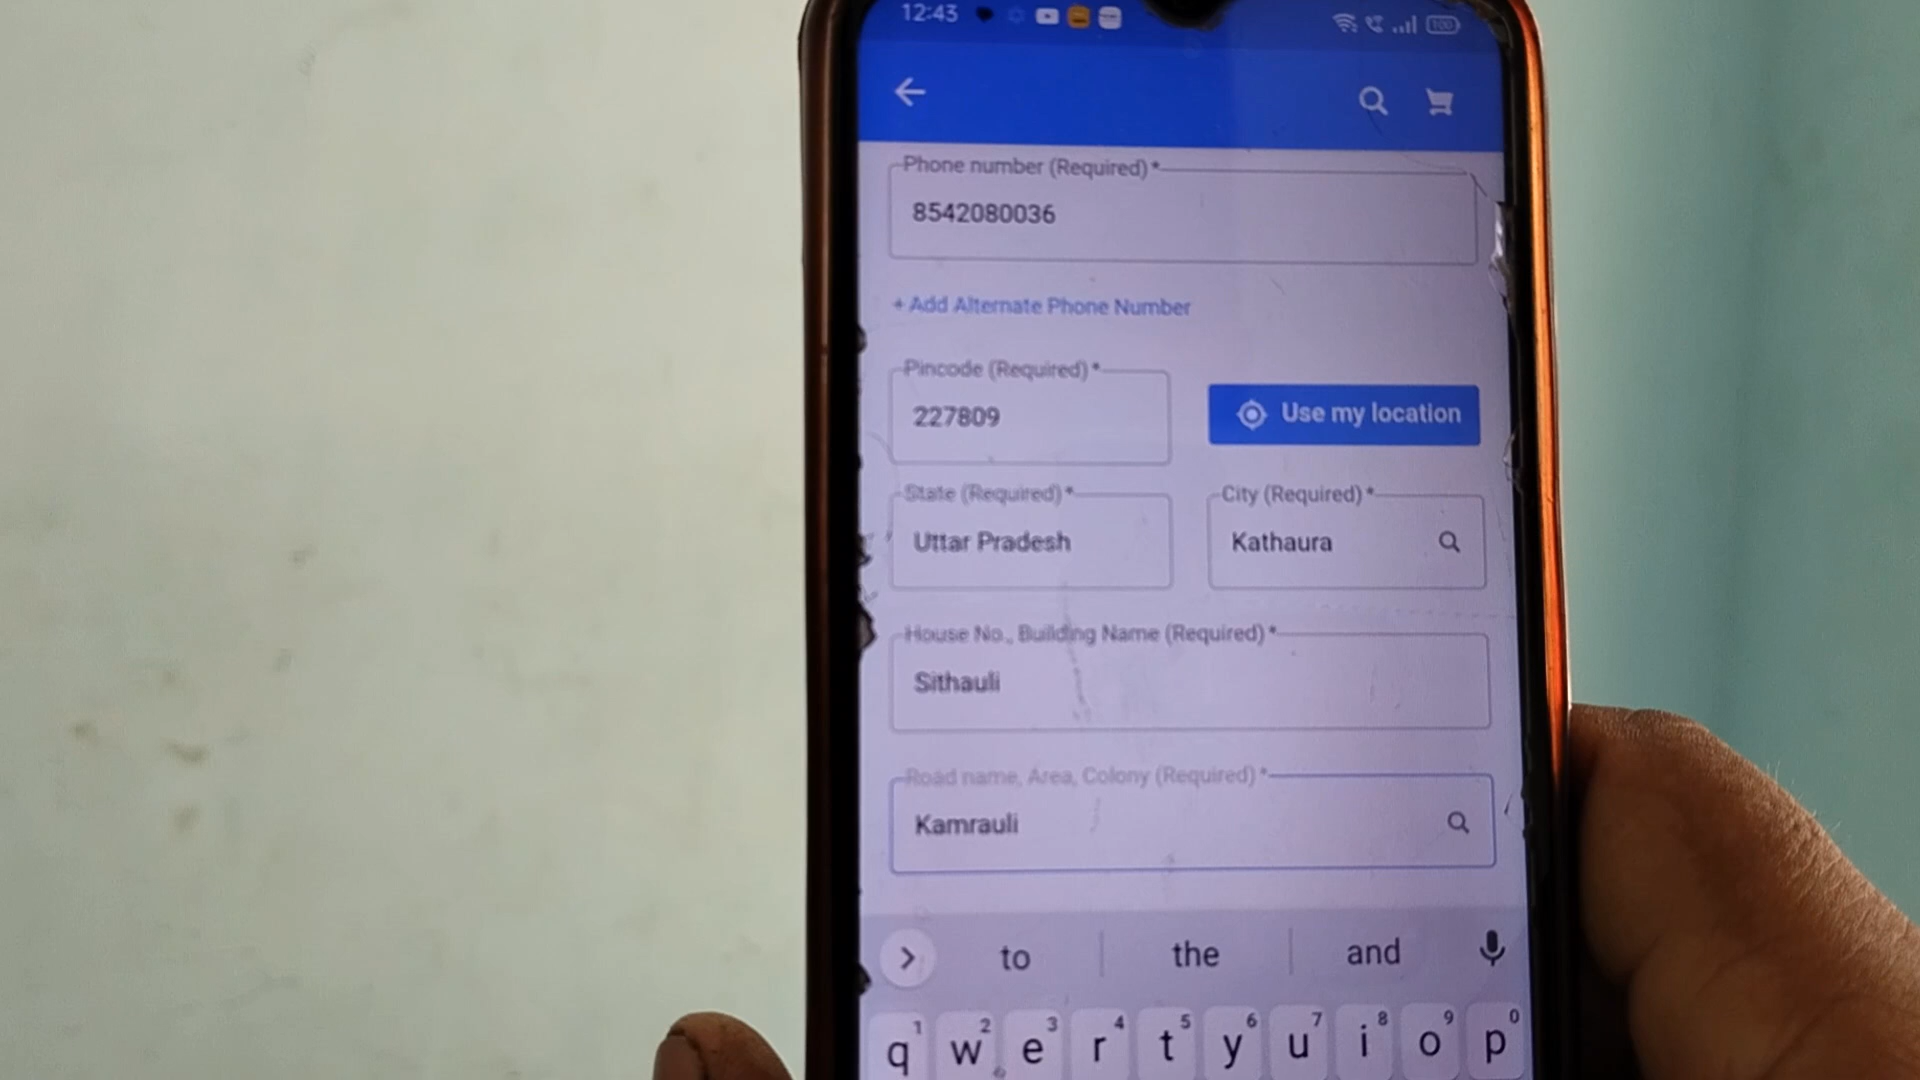 12:43
100
Phone number (Required) *
8542080036
+ Add Alternate Phone Number
Pincode (Required) *
227809
Use my location
State (Required) *
Uttar Pradesh
City (Required) *
Kathaura
House No., Building Name (Required) *
Sithauli
Road name, Area, Colony (Required) *
Kamrauli
to the and
1 2 3 4 5 6 7 8 9 0
q w e r t y u i o p